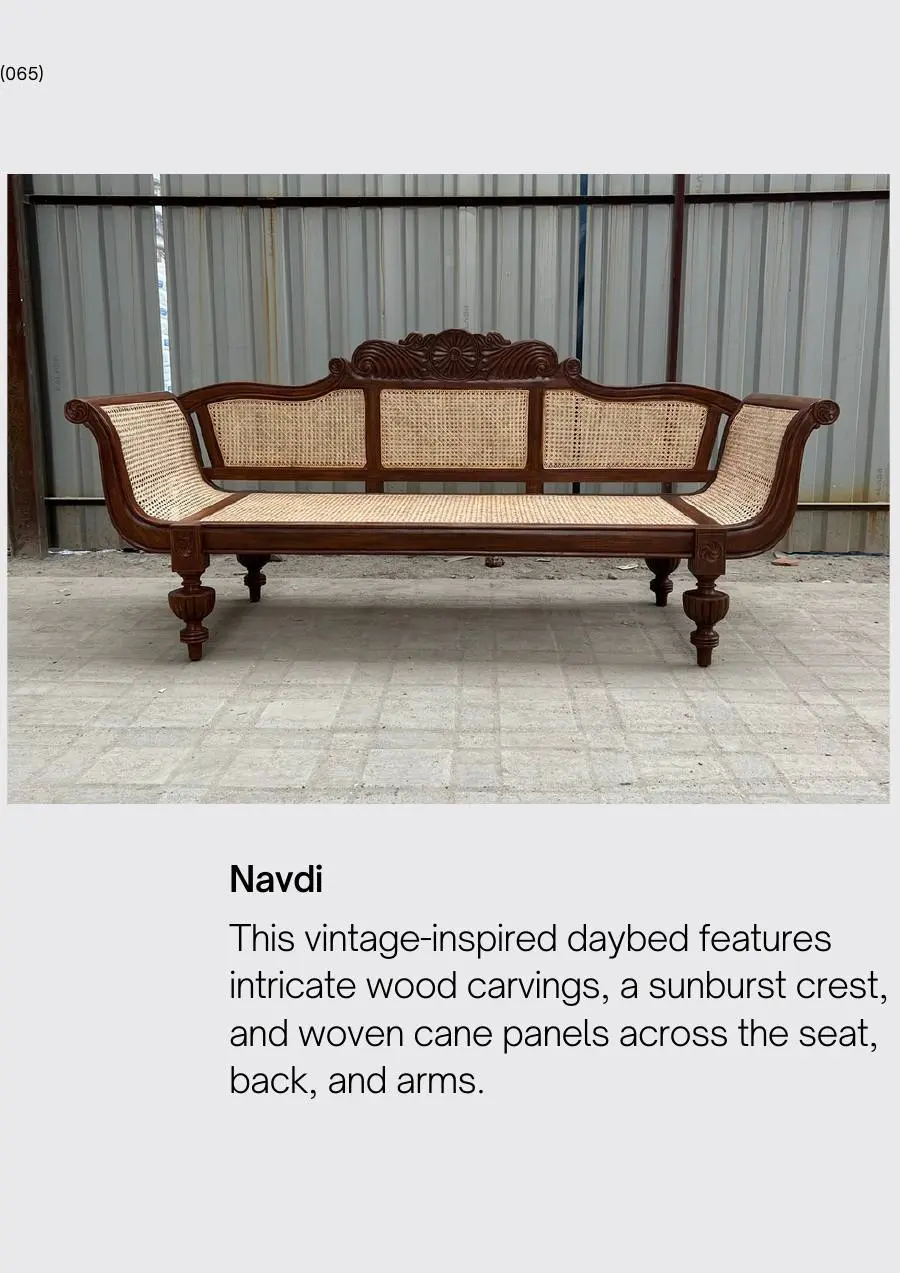 (065)
Navdi
This vintage-inspired daybed features
intricate wood carvings, a sunburst crest,
and woven cane panels across the seat,
back, and arms.